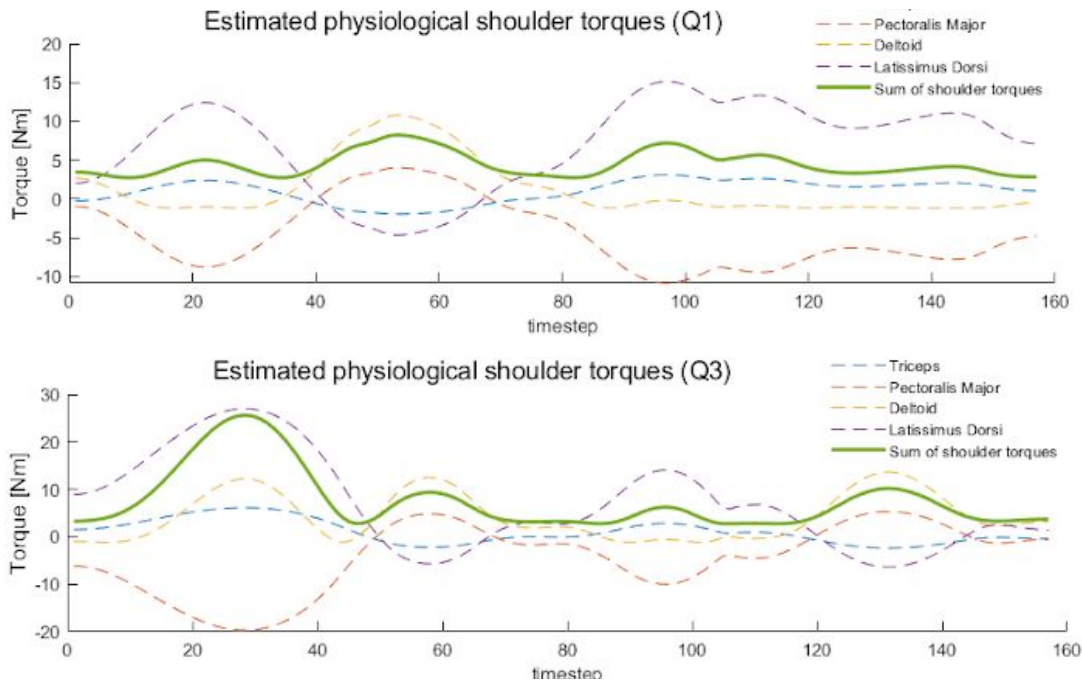 Estimated physiological shoulder torques (Q1)
Pectoralis Major
Deltoid
Latissimus Dorsi
Sum of shoulder torques
Torque [Nm]
20
15
10
5
0
-5
-10
0 20 40 60 80 100 120 140 160
timestep
Estimated physiological shoulder torques (Q3)
Triceps
Pectoralis Major
Deltoid
Latissimus Dorsi
Sum of shoulder torques
Torque [Nm]
30
20
10
0
-10
-20
0 20 40 60 80 100 120 140 160
timestep